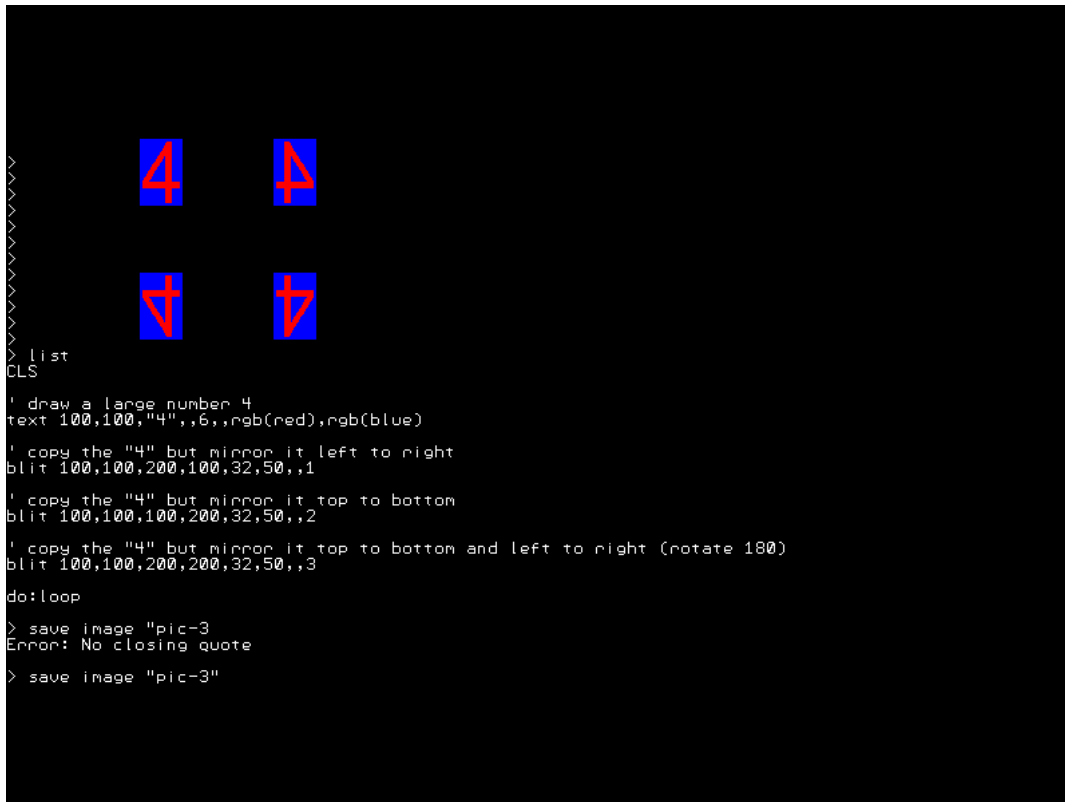 4 4
>
>
>
>
>
>
4 4
>
>
>
>
>
>
> list
CLS
' draw a large number 4
text 100,100,"4",,6,,rgb(red),rgb(blue)
' copy the "4" but mirror it left to right
blit 100,100,200,100,32,50,,1
' copy the "4" but mirror it top to bottom
blit 100,100,100,200,32,50,,2
' copy the "4" but mirror it top to bottom and left to right (rotate 180)
blit 100,100,200,200,32,50,,3
do:loop
> save image "pic-3
Error: No closing quote
> save image "pic-3"